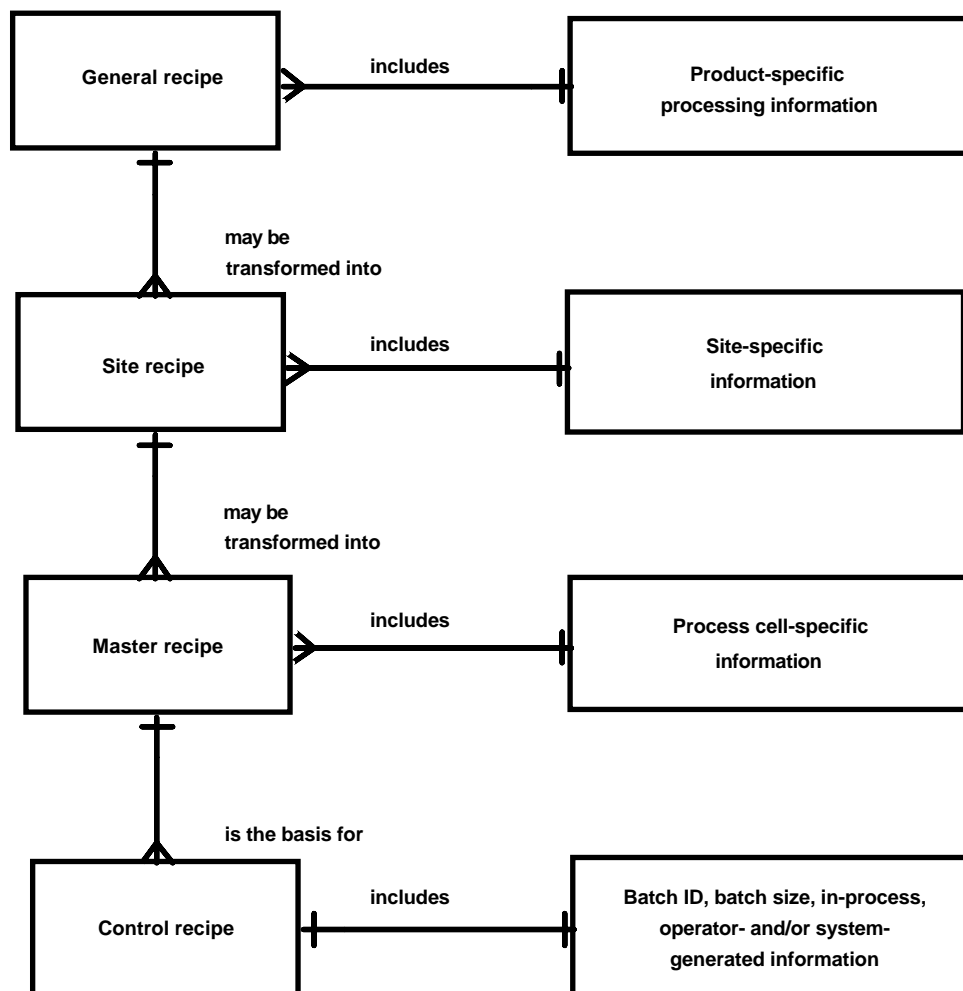 General recipe
includes
Product-specific
processing information
may be
transformed into
Site recipe
includes
Site-specific
information
may be
transformed into
Master recipe
includes
Process cell-specific
information
is the basis for
Control recipe
includes
Batch ID, batch size, in-process,
operator- and/or system-
generated information